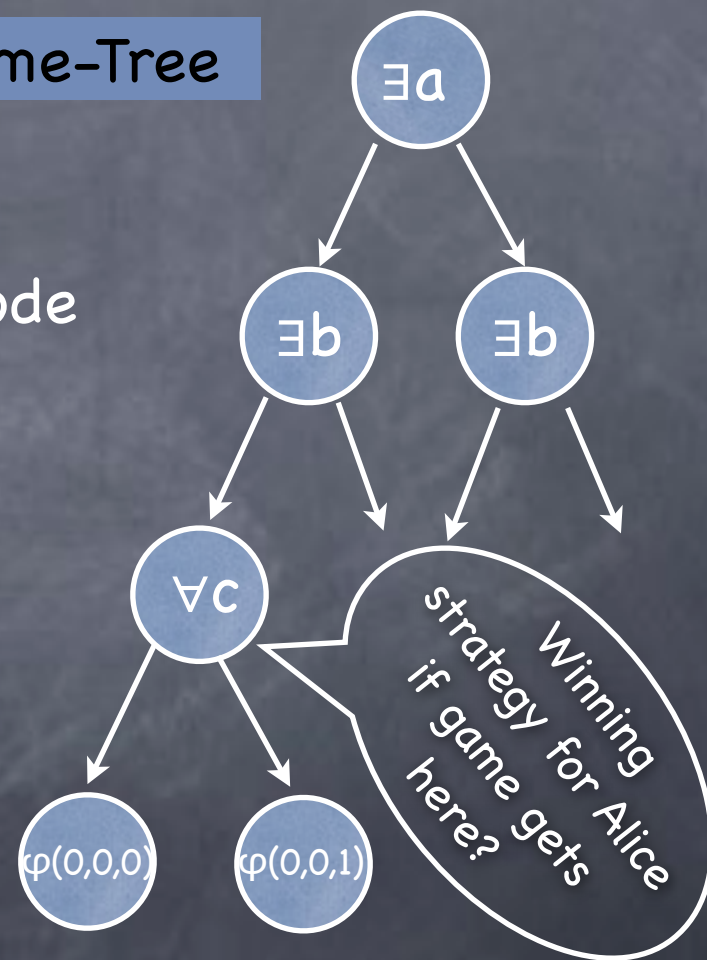 me-Tree
∃a
ode
∃b
∃b
∀c
Winning
strategy for Alice
if game gets
here?
φ(0,0,0)
φ(0,0,1)